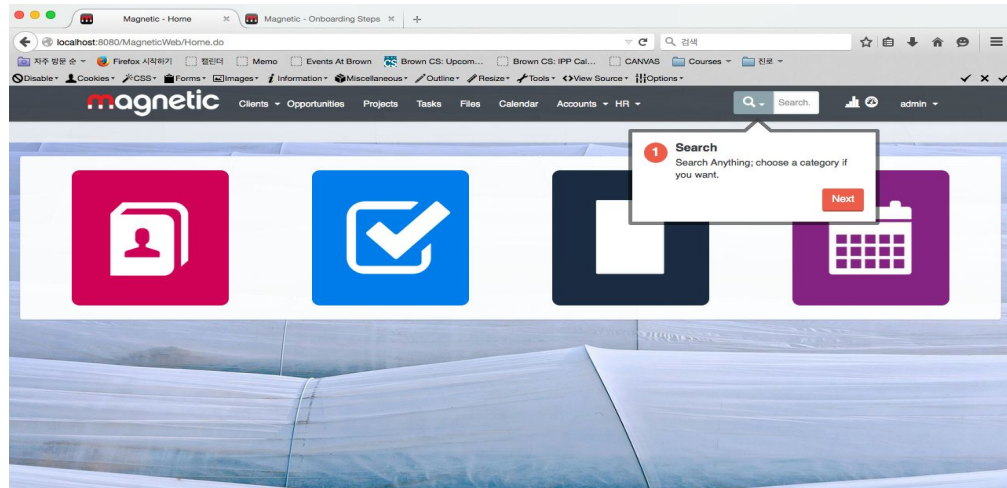 Magnetic - Home
Magnetic - Onboarding Steps
localhost:8080/MagneticWeb/Home.do
검색
자주 방문 순
Firefox 시작하기
캘린더
Memo
Events At Brown
Brown CS: Upcom...
Brown CS: IPP Cal...
CANVAS
Courses
진로
Disable
Cookies
CSS
Forms
Images
Information
Miscellaneous
Outline
Resize
Tools
View Source
Options
magnetic
Clients
Opportunities
Projects
Tasks
Files
Calendar
Accounts
HR
Search.
admin
1
Search
Search Anything; choose a category if
you want.
Next